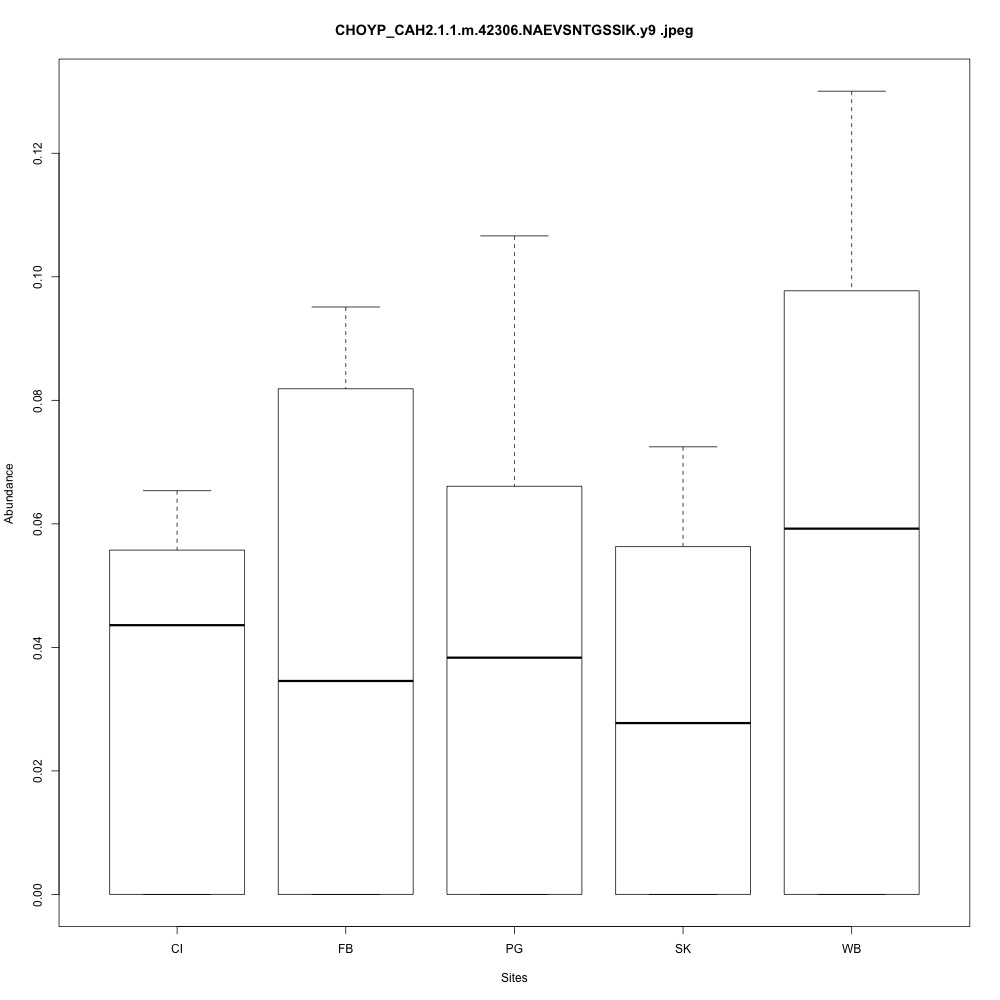 CHOYP_CAH2.1.1.m.42306.NAEVSNTGSSIK.y9 .jpeg
Abundance
0.12
0.10
0.08
0.06
0.04
0.02
0.00
CI FB PG SK WB
Sites